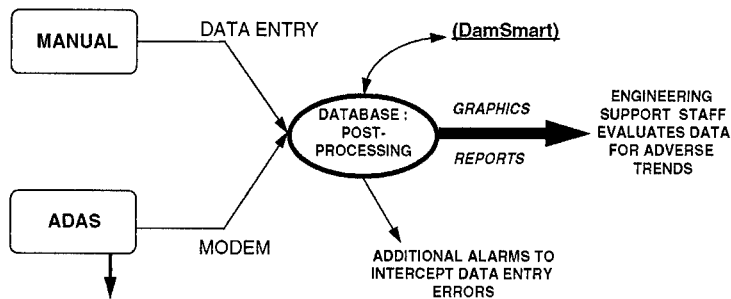 MANUAL
DATA ENTRY
(DamSmart)
DATABASE :
POST-
PROCESSING
GRAPHICS
REPORTS
ENGINEERING
SUPPORT STAFF
EVALUATES DATA
FOR ADVERSE
TRENDS
ADAS
MODEM
ADDITIONAL ALARMS TO
INTERCEPT DATA ENTRY
ERRORS